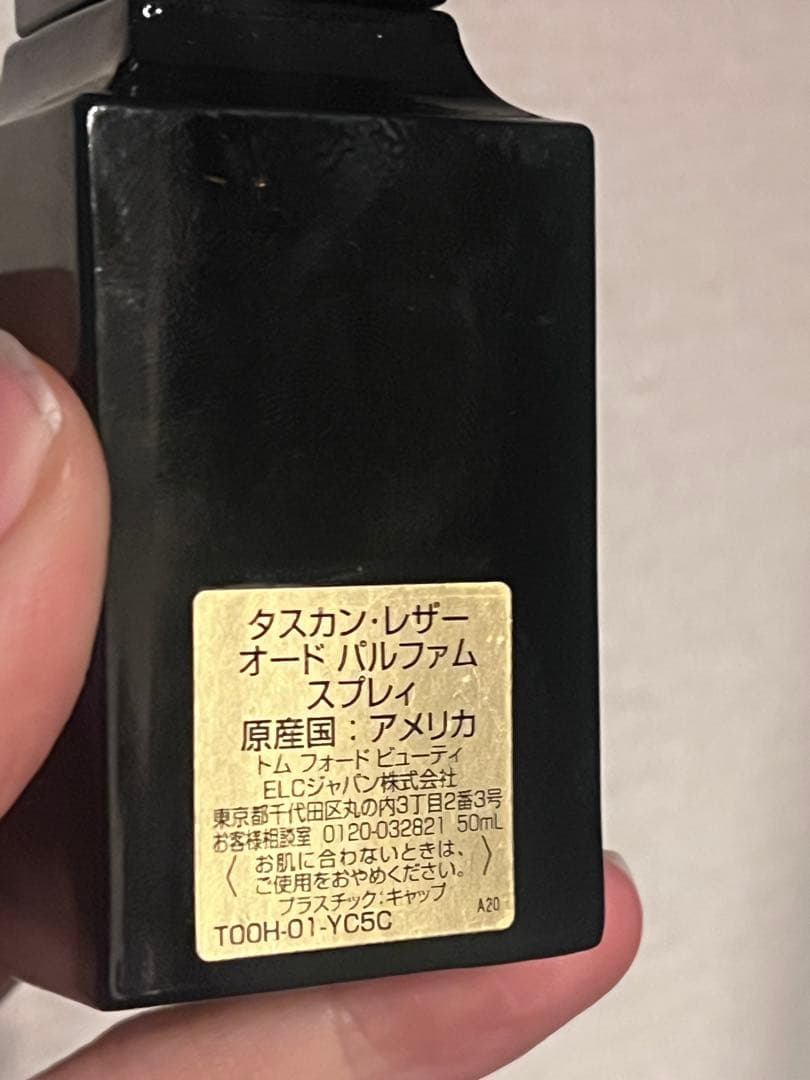 タスカン・レザー
オード パルファム
スプレィ
原産国：アメリカ
トム フォード ビューティ
ELCジャパン株式会社
東京都千代田区丸の内3丁目2番3号
お客様相談室 0120-032821 50mL
〈 お肌に合わないときは、
ご使用をおやめください。 〉
プラスチック:キャップ
A20
T00H-01-YC5C